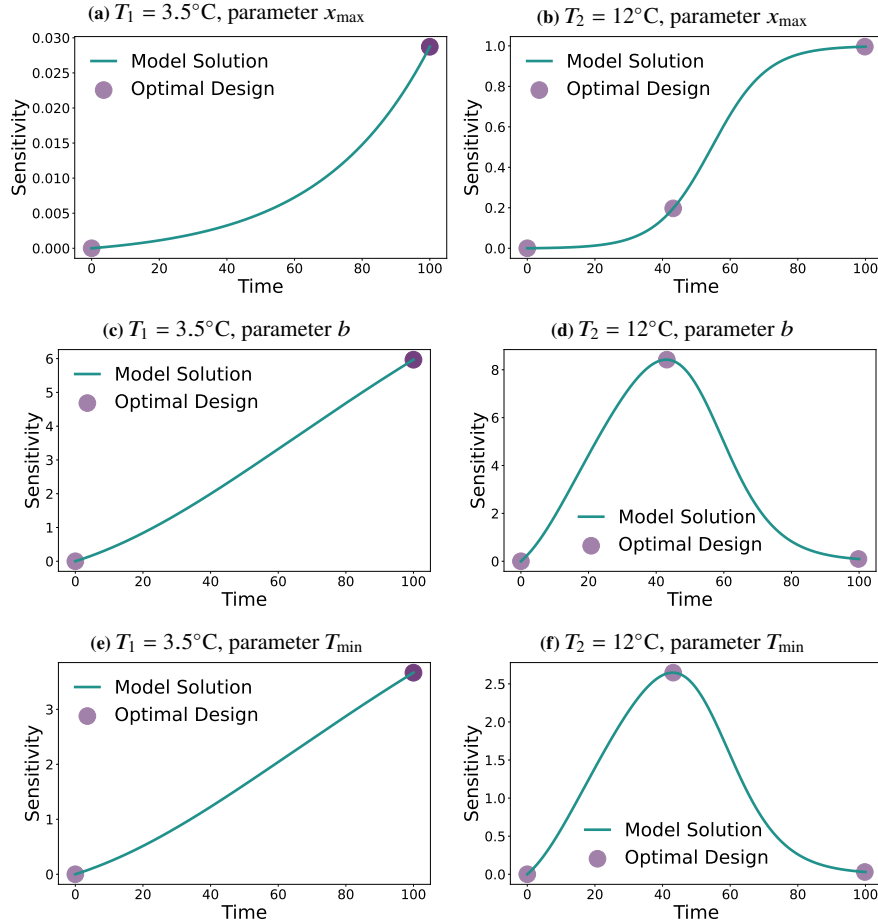 (a) T₁ = 3.5°C, parameter xₘₐₓ
0.030
0.025
0.020
0.015
0.010
0.005
0.000
Sensitivity
Model Solution
Optimal Design
0 20 40 60 80 100
Time
(b) T₂ = 12°C, parameter xₘₐₓ
1.0
0.8
0.6
0.4
0.2
0.0
Sensitivity
Model Solution
Optimal Design
0 20 40 60 80 100
Time
(c) T₁ = 3.5°C, parameter b
6
5
4
3
2
1
0
Sensitivity
Model Solution
Optimal Design
0 20 40 60 80 100
Time
(d) T₂ = 12°C, parameter b
8
6
4
2
0
Sensitivity
Model Solution
Optimal Design
0 20 40 60 80 100
Time
(e) T₁ = 3.5°C, parameter Tₘᵢₙ
3
2
1
0
Sensitivity
Model Solution
Optimal Design
0 20 40 60 80 100
Time
(f) T₂ = 12°C, parameter Tₘᵢₙ
2.5
2.0
1.5
1.0
0.5
0.0
Sensitivity
Model Solution
Optimal Design
0 20 40 60 80 100
Time